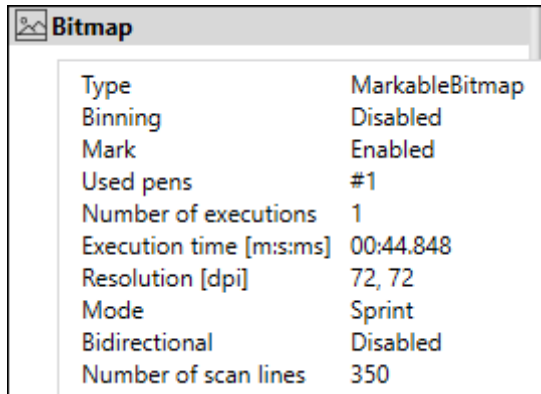 Bitmap
Type MarkableBitmap
Binning Disabled
Mark Enabled
Used pens #1
Number of executions 1
Execution time [m:s:ms] 00:44.848
Resolution [dpi] 72, 72
Mode Sprint
Bidirectional Disabled
Number of scan lines 350